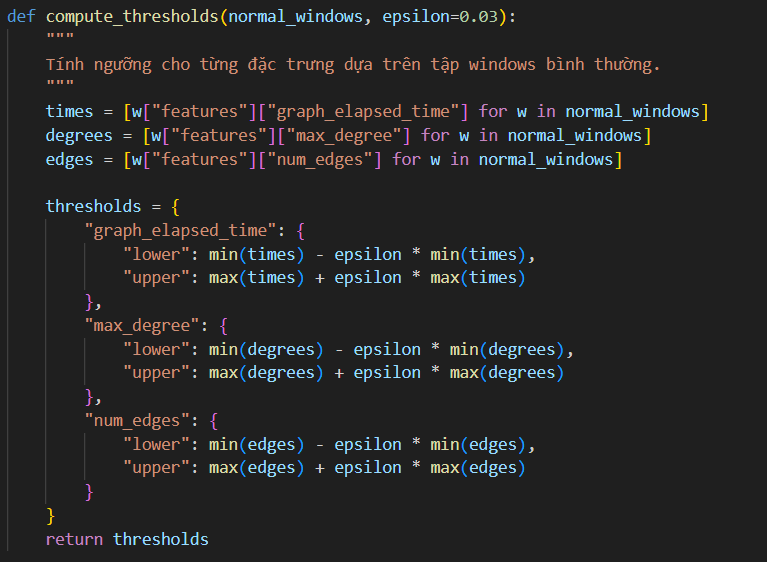 def compute_thresholds(normal_windows, epsilon=0.03):
    """
    Tính ngưỡng cho từng đặc trưng dựa trên tập windows bình thường.
    """
    times = [w["features"]["graph_elapsed_time"] for w in normal_windows]
    degrees = [w["features"]["max_degree"] for w in normal_windows]
    edges = [w["features"]["num_edges"] for w in normal_windows]

    thresholds = {
        "graph_elapsed_time": {
            "lower": min(times) - epsilon * min(times),
            "upper": max(times) + epsilon * max(times)
        },
        "max_degree": {
            "lower": min(degrees) - epsilon * min(degrees),
            "upper": max(degrees) + epsilon * max(degrees)
        },
        "num_edges": {
            "lower": min(edges) - epsilon * min(edges),
            "upper": max(edges) + epsilon * max(edges)
        }
    }
    return thresholds